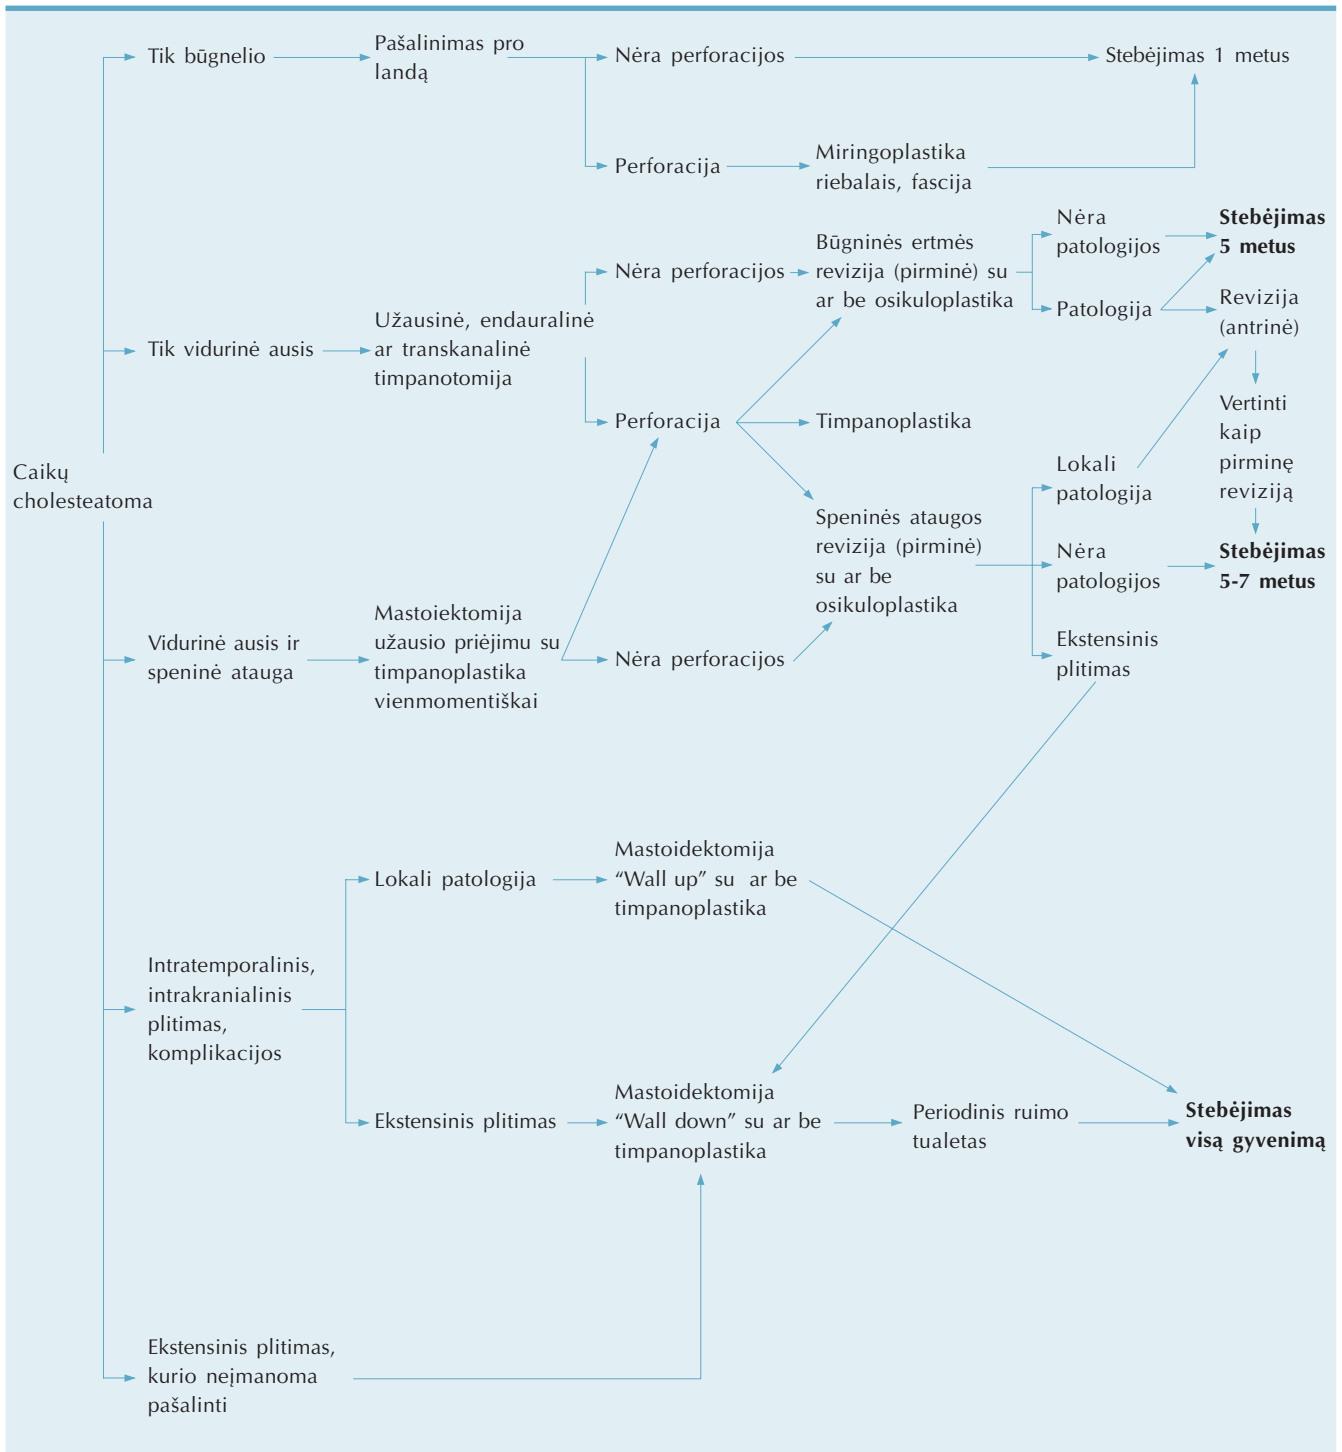 Tik būgnelio
Pašalinimas pro
landą
Nėra perforacijos
Stebėjimas 1 metus
Perforacija
Miringoplastika
riebalais, fascija
Tik vidurinė ausis
Užausinė, endauralinė
ar transkanalinė
timpanotomija
Nėra perforacijos
Būgninės ertmės
revizija (pirminė) su
ar be osikuloplastika
Nėra
patologijos
Stebėjimas
5 metus
Patologija
Revizija
(antrinė)
Vertinti
kaip
pirminę
reviziją
Perforacija
Timpanoplastika
Caikų
cholesteatoma
Speninės ataugos
revizija (pirminė)
su ar be
osikuloplastika
Lokali
patologija
Nėra
patologijos
Stebėjimas
5-7 metus
Ekstensinis
plitimas
Vidurinė ausis ir
speninė atauga
Mastoiektomija
užausio priėjimu su
timpanoplastika
vienmomentiškai
Nėra perforacijos
Intratemporalinis,
intrakranialinis
plitimas,
komplikacijos
Lokali patologija
Mastoidektomija
“Wall up” su ar be
timpanoplastika
Ekstensinis plitimas
Mastoidektomija
“Wall down” su ar be
timpanoplastika
Periodinis ruimo
tualetas
Stebėjimas
visą gyvenimą
Ekstensinis plitimas,
kurio neįmanoma
pašalinti